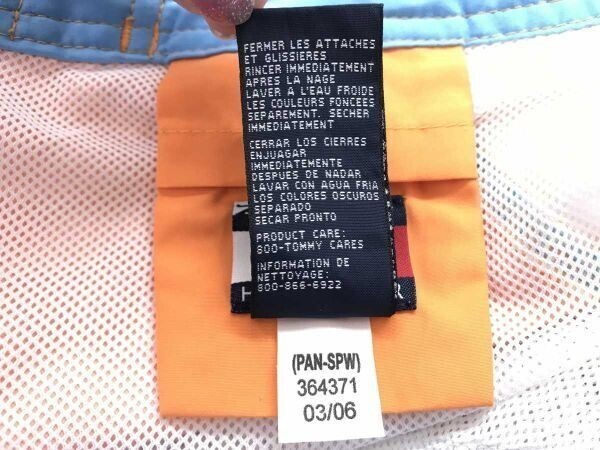 FERMER LES ATTACHES
ET GLISSIERES
RINCER IMMEDIATEMENT
APRES LA NAGE
LAVER A L'EAU FROIDE
LES COULEURS FONCEES
SEPAREMENT. SECHER
IMMEDIATEMENT
CERRAR LOS CIERRES
ENJUAGAR
IMMEDIATEMENTE
DESPUES DE NADAR
LAVAR CON AGUA FRIA
LOS COLORES OSCUROS
SEPARADO
SECAR PRONTO
PRODUCT CARE:
800-TOMMY CARES
INFORMATION DE
NETTOYAGE:
800-866-6922
H R
(PAN-SPW)
364371
03/06